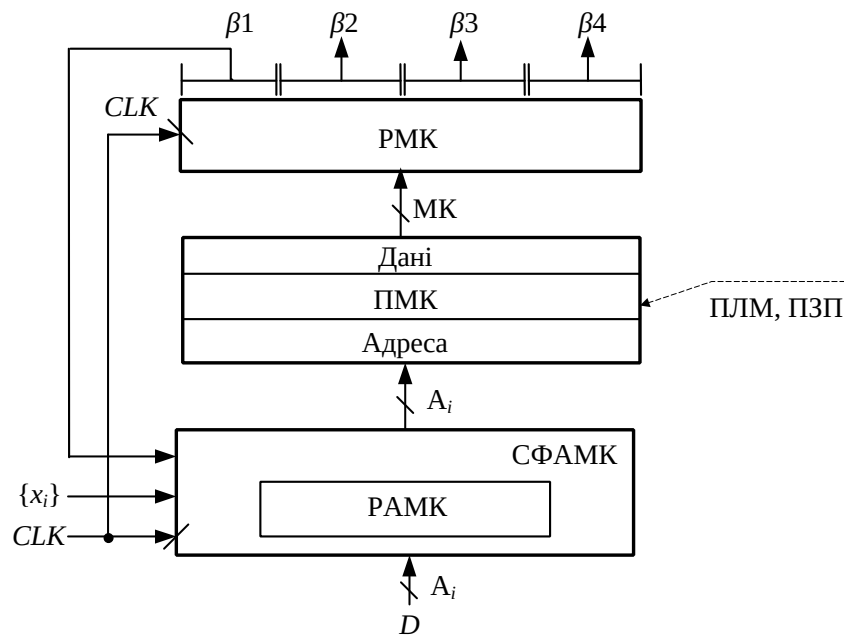 β1 β2 β3 β4
CLK
РМК
МК
Дані
ПМК
ПЛМ, ПЗП
Адреса
Aᵢ
СФАМК
{xᵢ}
РАМК
CLK
Aᵢ
D